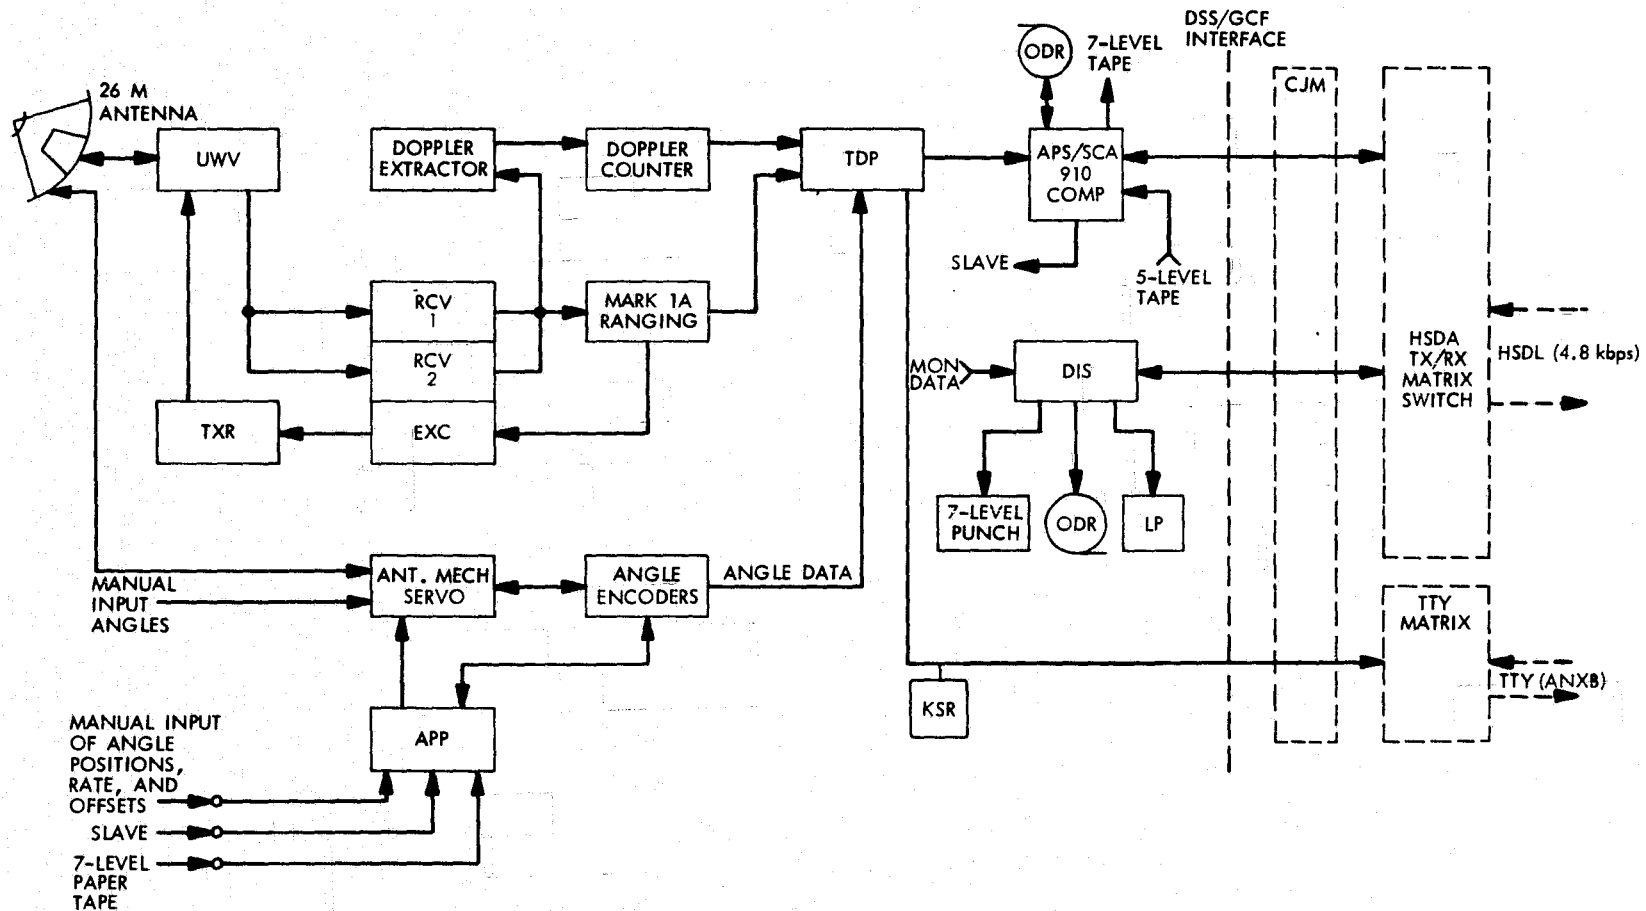 26 M
ANTENNA
UWV
DOPPLER
EXTRACTOR
DOPPLER
COUNTER
TDP
ODR
7-LEVEL
TAPE
APS/SCA
910
COMP
SLAVE
5-LEVEL
TAPE
DSS/GCF
INTERFACE
CJM
RCV
1
RCV
2
EXC
TXR
MARK 1A
RANGING
MON
DATA
DIS
7-LEVEL
PUNCH
ODR
LP
HSDA
TX/RX
MATRIX
SWITCH
HSDL (4.8 kbps)
MANUAL
INPUT
ANGLES
ANT. MECH
SERVO
ANGLE
ENCODERS
ANGLE DATA
TTY
MATRIX
TTY (ANXB)
KSR
APP
MANUAL INPUT
OF ANGLE
POSITIONS,
RATE, AND
OFFSETS
SLAVE
7-LEVEL
PAPER
TAPE